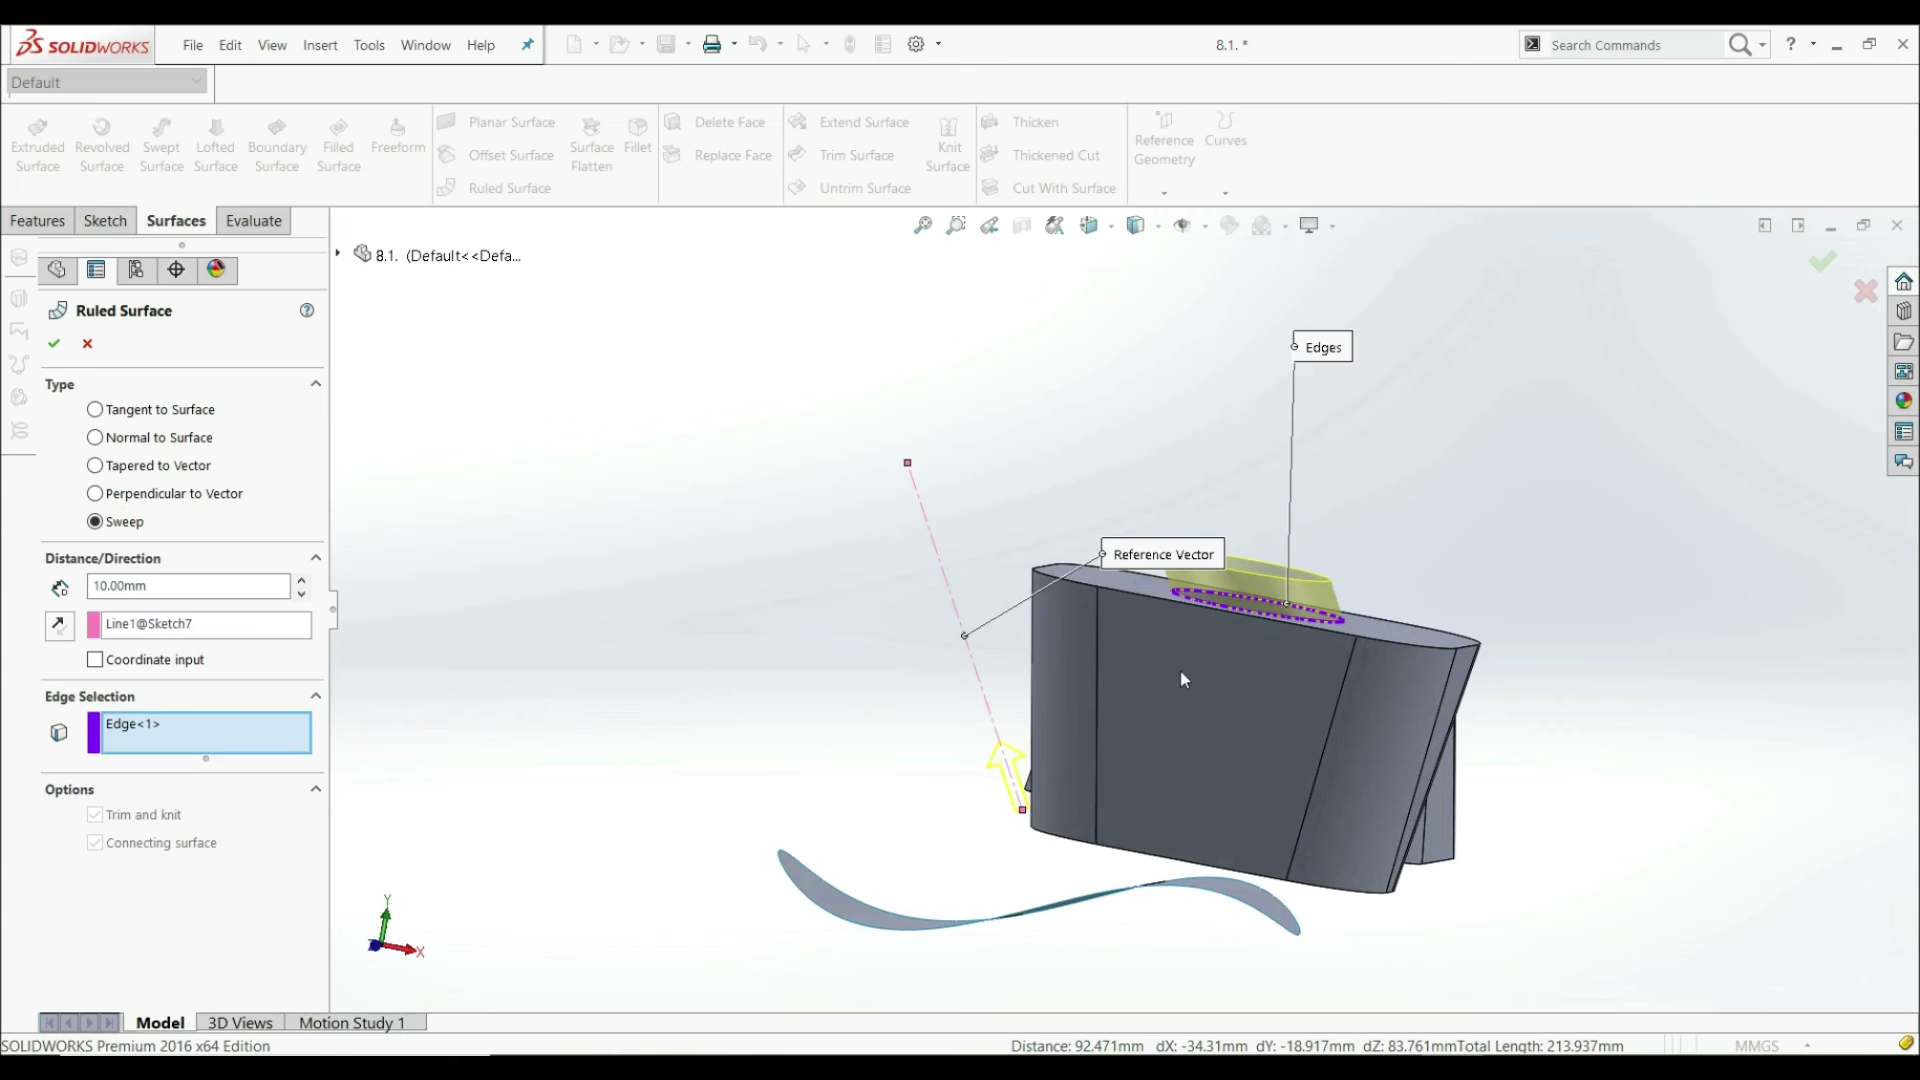 SOLIDWORKS File Edit View Insert Tools Window Help 8.1. * Search Commands ?
Default
Extruded Surface
Revolved Surface
Swept Surface
Lofted Surface
Boundary Surface
Filled Surface
Freeform
Planar Surface
Offset Surface
Ruled Surface
Surface Flatten
Fillet
Delete Face
Replace Face
Extend Surface
Trim Surface
Untrim Surface
Knit Surface
Thicken
Thickened Cut
Cut With Surface
Reference Geometry
Curves
Features Sketch Surfaces Evaluate
8.1. (Default<<Defa...
Ruled Surface ?
Type
Tangent to Surface
Normal to Surface
Tapered to Vector
Perpendicular to Vector
Sweep
Distance/Direction
10.00mm
Line1@Sketch7
Coordinate input
Edge Selection
Edge<1>
Options
Trim and knit
Connecting surface
Edges
Reference Vector
Y
X
Model 3D Views Motion Study 1
SOLIDWORKS Premium 2016 x64 Edition Distance: 92.471mm dX: -34.31mm dY: -18.917mm dZ: 83.761mmTotal Length: 213.937mm MMGS